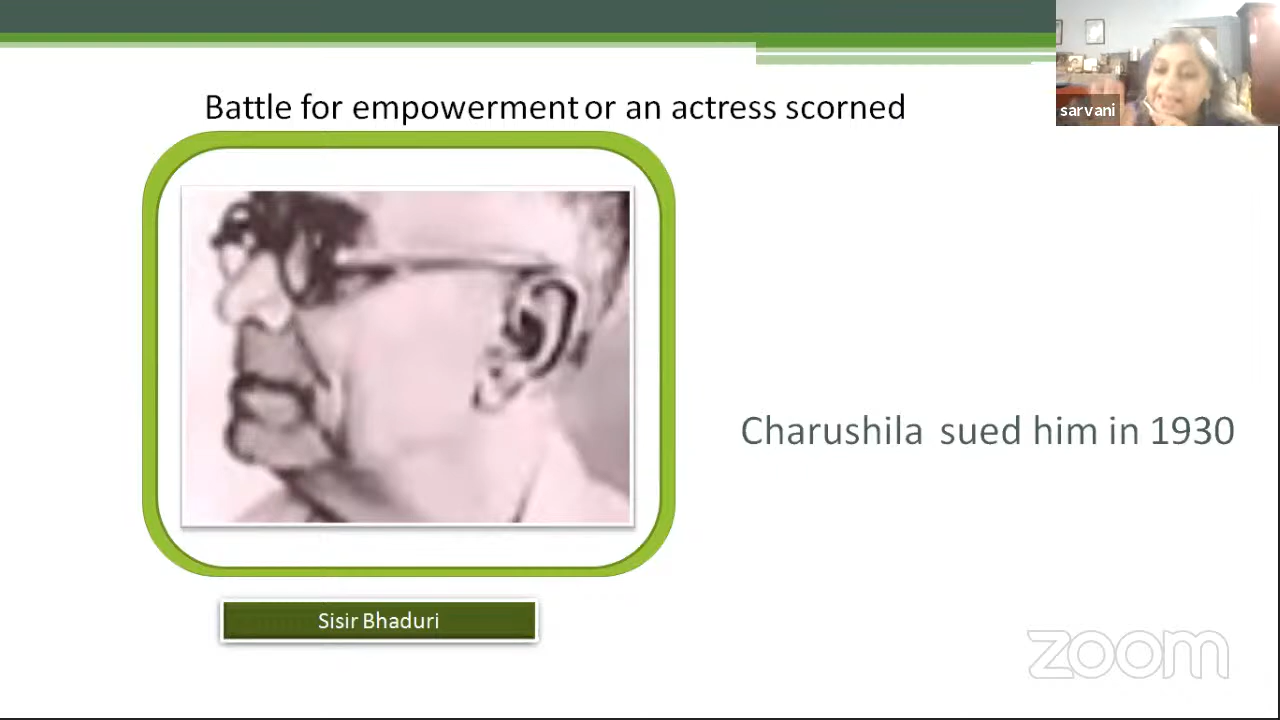 Battle for empowerment or an actress scorned
sarvani
Charushila sued him in 1930
Sisir Bhaduri
zoom